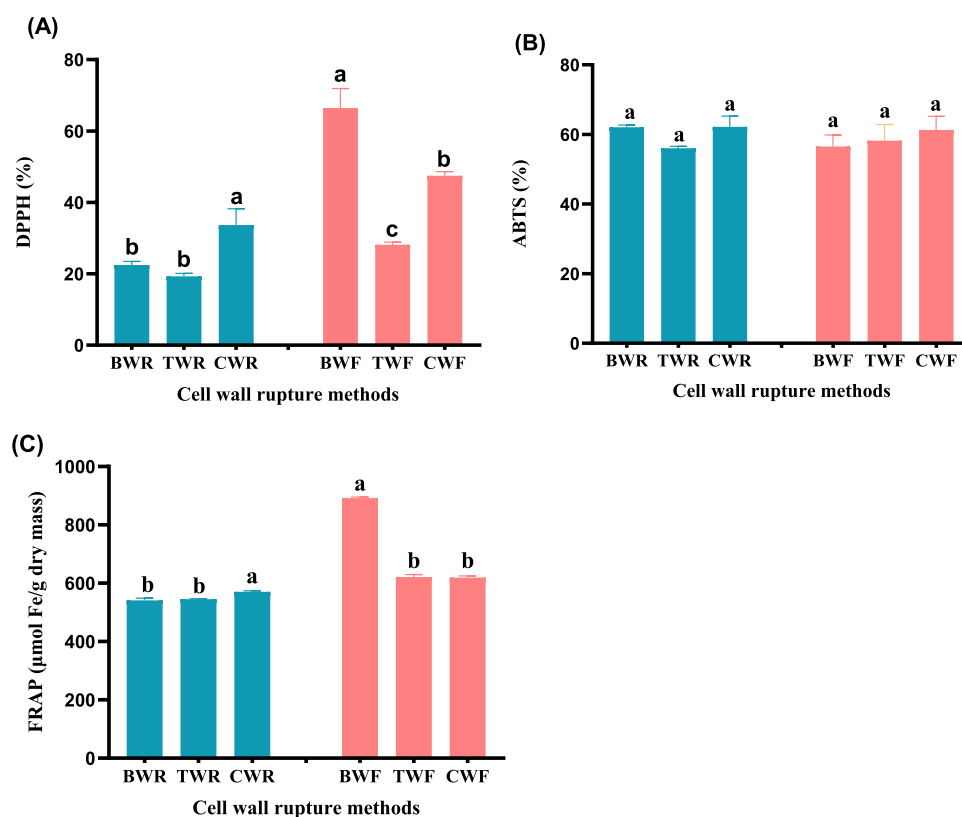 (A)
DPPH (%)
80
60
40
20
0
b b a a c b
BWR TWR CWR BWF TWF CWF
Cell wall rupture methods
(B)
ABTS (%)
80
60
40
20
0
a a a a a a
BWR TWR CWR BWF TWF CWF
Cell wall rupture methods
(C)
FRAP (μmol Fe/g dry mass)
1000
800
600
400
200
0
b b a a b b
BWR TWR CWR BWF TWF CWF
Cell wall rupture methods